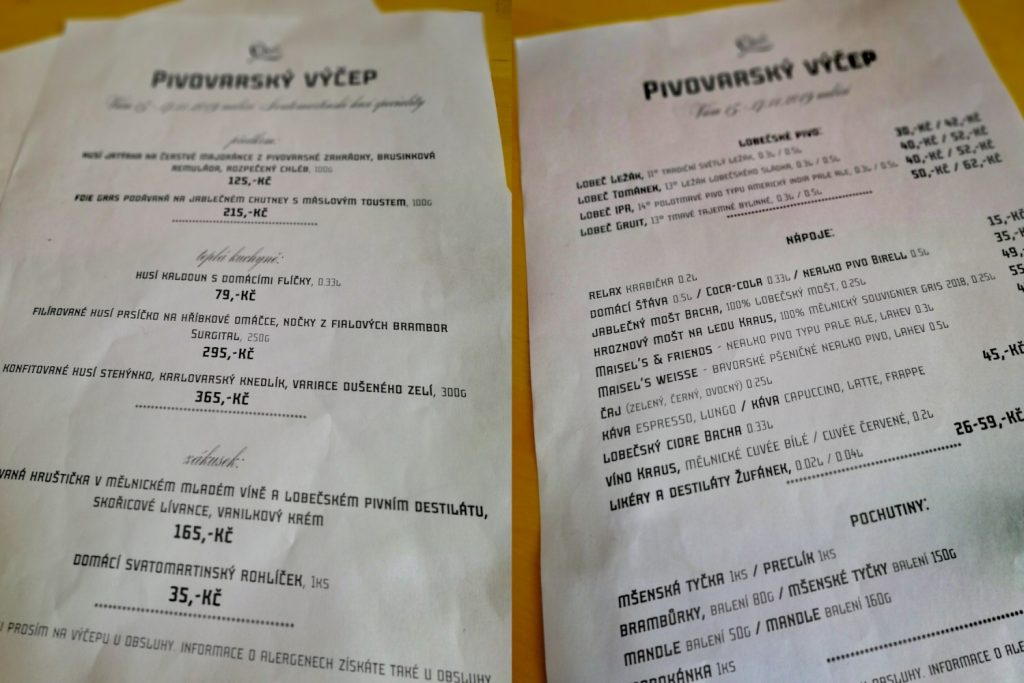 PIVOVARSKÝ VÝČEP
předkrm:
HUSÍ JATÝRKA NA ČERSTVÉ MAJORÁNCE Z PIVOVARSKÉ ZAHRÁDKY, BRUSINKOVÁ
REMULÁDA, ROZPEČENÝ CHLÉB, 100G
125,-KČ
FOIE GRAS PODÁVANÁ NA JABLEČNÉM CHUTNEY S MÁSLOVÝM TOUSTEM, 100G
215,-KČ
teplá kuchyně:
HUSÍ KALDOUN S DOMÁCÍMI FLÍČKY, 0.33L
79,-KČ
FILÍROVANÉ HUSÍ PRSÍČKO NA HŘÍBKOVÉ OMÁČCE, NOČKY Z FIALOVÝCH BRAMBOR
SURGITAL, 250G
295,-KČ
KONFITOVANÉ HUSÍ STEHÝNKO, KARLOVARSKÝ KNEDLÍK, VARIACE DUŠENÉHO ZELÍ, 300G
365,-KČ
zákusek:
VANÁ HRUŠTIČKA V MĚLNICKÉM MLADÉM VÍNĚ A LOBEČSKÉM PIVNÍM DESTILÁTU,
SKOŘICOVÉ LÍVANCE, VANILKOVÝ KRÉM
165,-KČ
DOMÁCÍ SVATOMARTINSKÝ ROHLÍČEK, 1KS
35,-KČ
PROSÍM NA VÝČEPU U OBSLUHY. INFORMACE O ALERGENECH ZÍSKÁTE TAKÉ U OBSLUHY
PIVOVARSKÝ VÝČEP
LOBEČSKÉ PIVO:
LOBEČ LEŽÁK, 11° TRADIČNÍ SVĚTLÝ LEŽÁK, 0.3L / 0.5L 30,-KČ / 42,-KČ
LOBEČ TOMÁNEK, 13° LEŽÁK LOBEČSKÉHO SLÁDKA, 0.3L / 0.5L 40,-KČ / 52,-KČ
LOBEČ IPA, 14° POLOTMAVÉ PIVO TYPU AMERICKÝ INDIA PALE ALE, 0.3L / 0.5L 40,-KČ / 52,-KČ
LOBEČ GRUIT, 13° TMAVÉ TAJEMNÉ BYLINNÉ, 0.3L / 0.5L 50,-KČ / 62,-KČ
NÁPOJE:
RELAX KRABIČKA 0.2L 15,-KČ
DOMÁCÍ ŠŤÁVA 0.5L / COCA-COLA 0.33L / NEALKO PIVO BIRELL 0.5L 35,-K
JABLEČNÝ MOŠT BACHA, 100% LOBEČSKÝ MOŠT, 0.25L 49,-
HROZNOVÝ MOŠT NA LEDU KRAUS, 100% MĚLNICKÝ SOUVIGNIER GRIS 2018, 0.25L 55
MAISEL'S & FRIENDS - NEALKO PIVO TYPU PALE ALE, LAHEV 0.3L
MAISEL'S WEISSE - BAVORSKÉ PŠENIČNÉ NEALKO PIVO, LAHEV 0.5L
ČAJ (ZELENÝ, ČERNÝ, OVOCNÝ) 0.25L
KÁVA ESPRESSO, LUNGO / KÁVA CAPUCCINO, LATTE, FRAPPE 45,-KČ
LOBEČSKÝ CIDRE BACHA 0.33L
VÍNO KRAUS, MĚLNICKÉ CUVÉE BÍLÉ / CUVÉE ČERVENÉ, 0.2L
LIKÉRY A DESTILÁTY ŽUFÁNEK, 0.02L / 0.04L 26-59,-KČ
POCHUTINY:
MŠENSKÁ TYČKA 1KS / PRECLÍK 1KS
BRAMBŮRKY, BALENÍ 80G / MŠENSKÉ TYČKY BALENÍ 150G
MANDLE BALENÍ 50G / MANDLE BALENÍ 160G
1KS
OBSLUHY. INFORMACE O